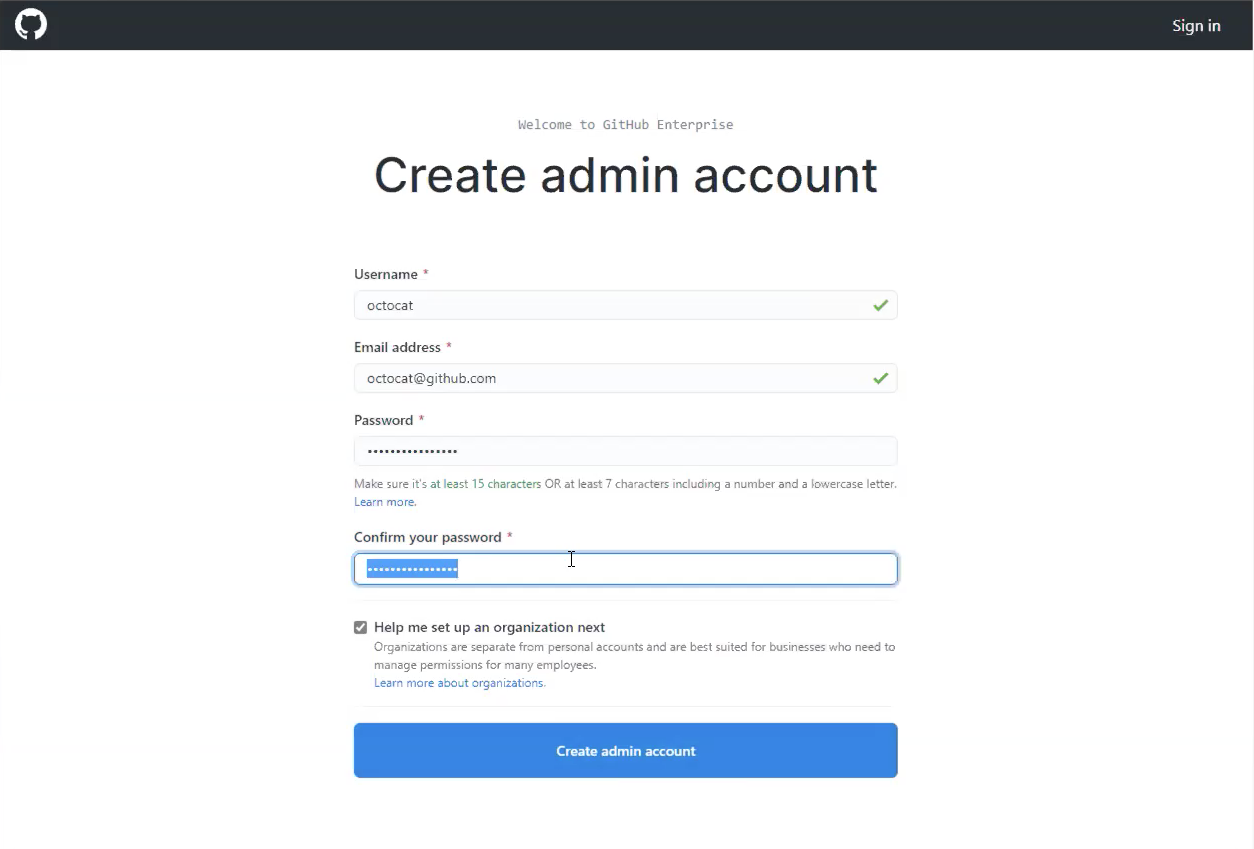 Sign in
Welcome to GitHub Enterprise
Create admin account
Username *
octocat
Email address *
octocat@github.com
Password *
••••••••••••••••
Make sure it's at least 15 characters OR at least 7 characters including a number and a lowercase letter.
Learn more.
Confirm your password *
••••••••••••••••
Help me set up an organization next
Organizations are separate from personal accounts and are best suited for businesses who need to
manage permissions for many employees.
Learn more about organizations.
Create admin account